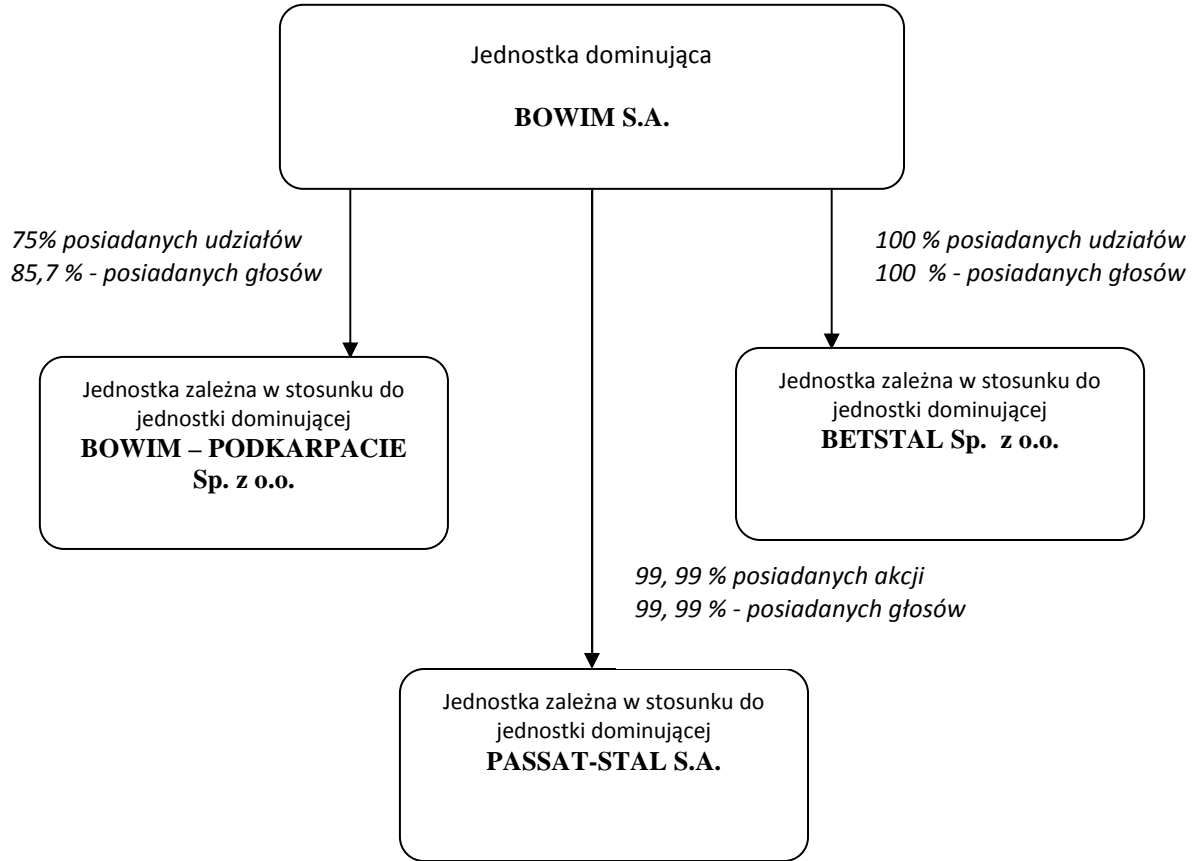 Jednostka dominująca
BOWIM S.A.
75% posiadanych udziałów
85,7 % - posiadanych głosów
100 % posiadanych udziałów
100  % - posiadanych głosów
Jednostka zależna w stosunku do
jednostki dominującej
BOWIM – PODKARPACIE
Sp. z o.o.
Jednostka zależna w stosunku do
jednostki dominującej
BETSTAL Sp.  z o.o.
99, 99 % posiadanych akcji
99, 99 % - posiadanych głosów
Jednostka zależna w stosunku do
jednostki dominującej
PASSAT-STAL S.A.